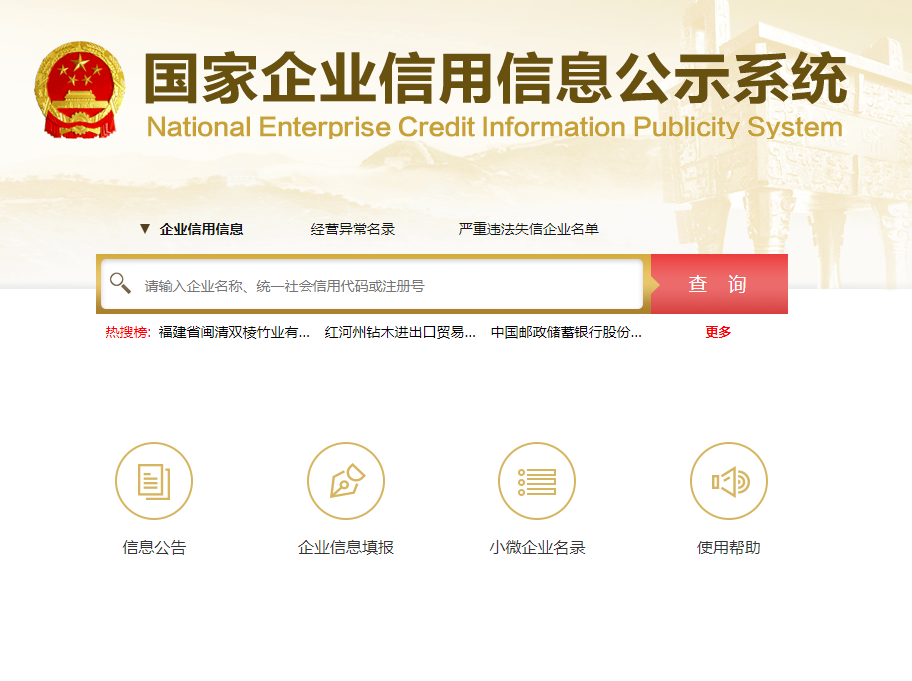 国家企业信用信息公示系统
National Enterprise Credit Information Publicity System
企业信用信息 经营异常名录 严重违法失信企业名单
请输入企业名称、统一社会信用代码或注册号 查 询
热搜榜: 福建省闽清双棱竹业有... 红河州钻木进出口贸易... 中国邮政储蓄银行股份... 更多
信息公告 企业信息填报 小微企业名录 使用帮助